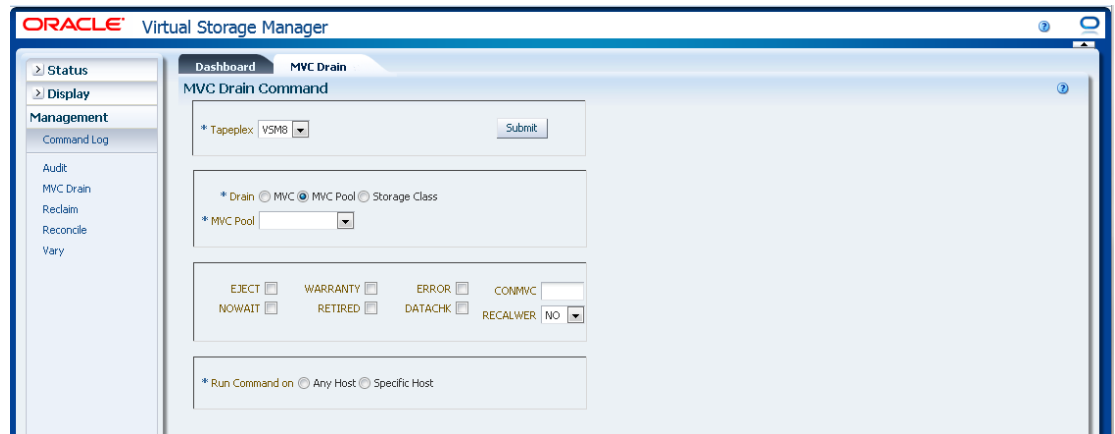 ORACLE Virtual Storage Manager
Status
Display
Management
Command Log
Audit
MVC Drain
Reclaim
Reconcile
Vary
Dashboard MVC Drain
MVC Drain Command
* Tapeplex VSM8 Submit
* Drain MVC MVC Pool Storage Class
* MVC Pool
EJECT WARRANTY ERROR CONMVC
NOWAIT RETIRED DATACHK RECALWER NO
* Run Command on Any Host Specific Host